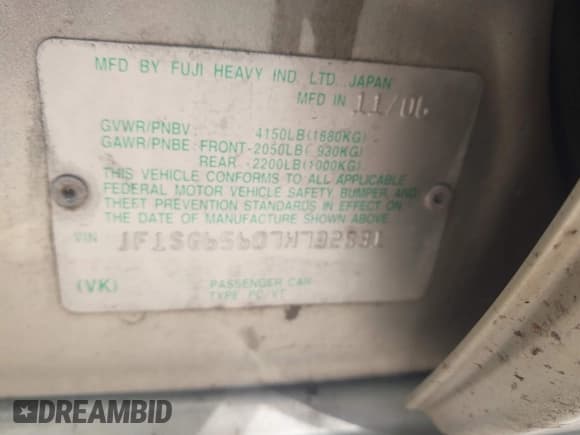 MFD BY FUJI HEAVY IND. LTD. JAPAN
MFD IN 11/06
GVWR/PNBV : 4150LB(1880KG)
GAWR/PNBE: FRONT-2050LB( 930KG)
REAR -2200LB(1000KG)
THIS VEHICLE CONFORMS TO ALL APPLICABLE
FEDERAL MOTOR VEHICLE SAFETY BUMPER AND
THEFT PREVENTION STANDARDS IN EFFECT ON
THE DATE OF MANUFACTURE SHOWN ABOVE.
VIN
(VK)
PASSENGER CAR
DREAMBID